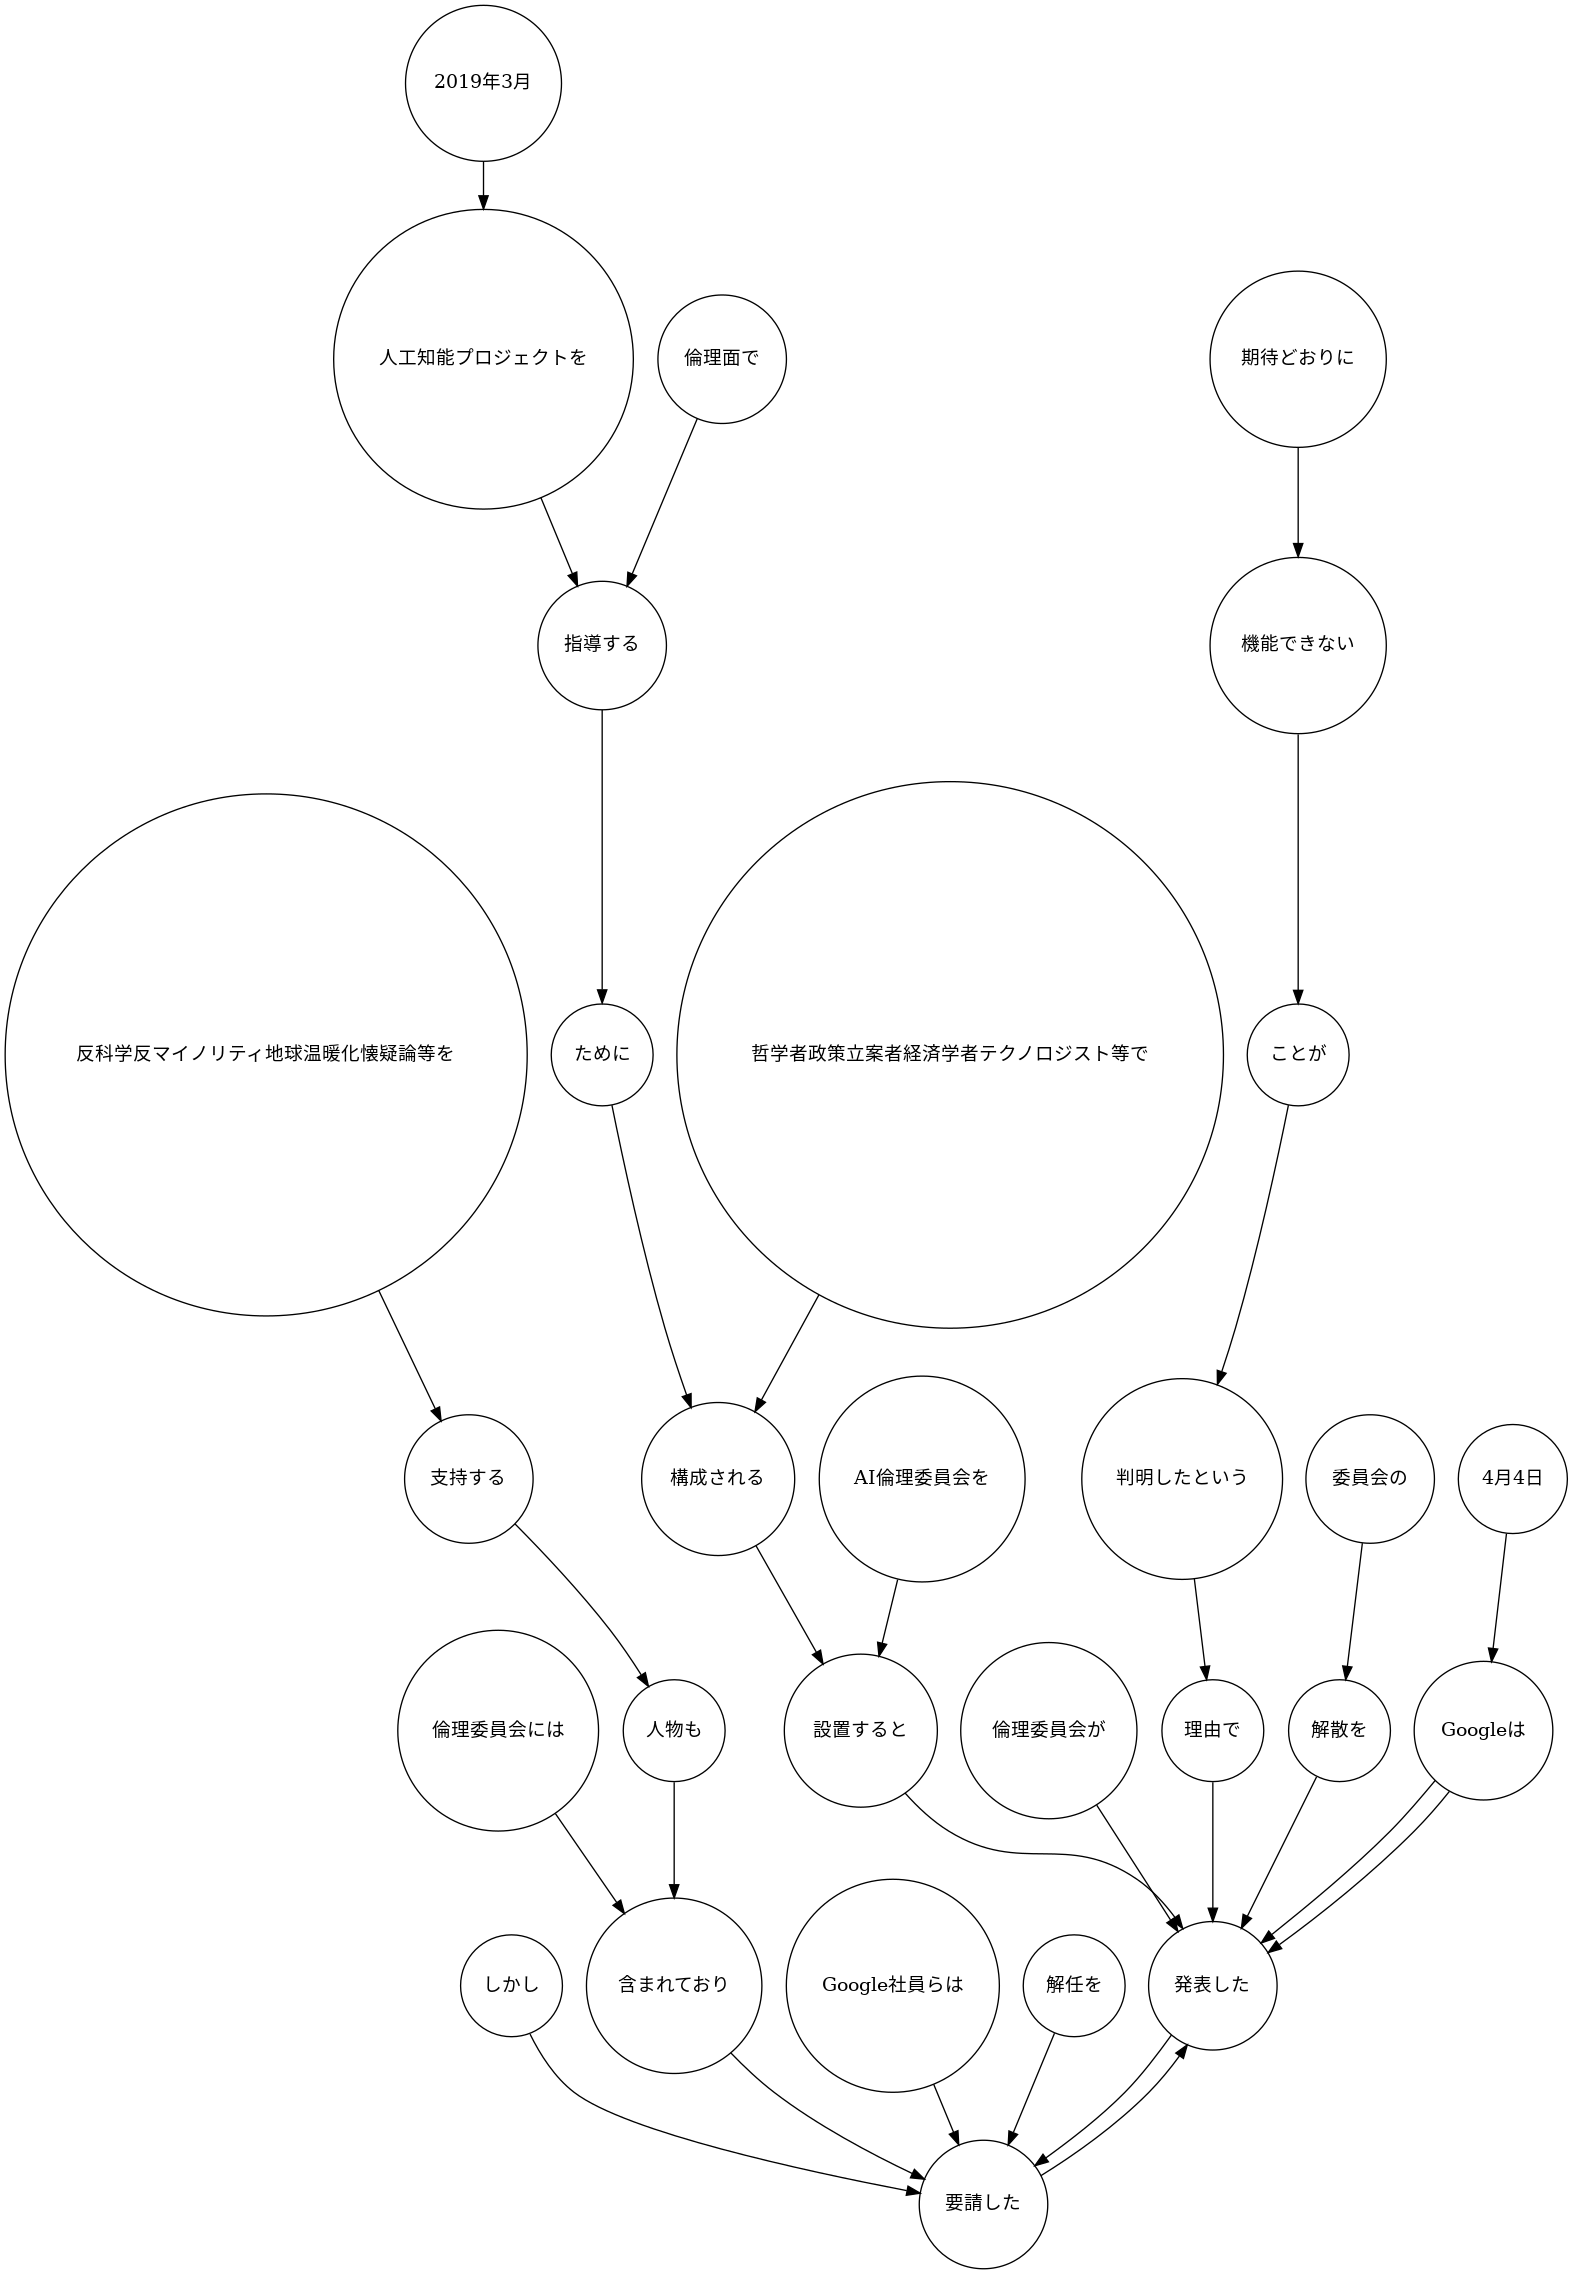 2019年3月
人工知能プロジェクトを
倫理面で
期待どおりに
指導する
機能できない
反科学反マイノリティ地球温暖化懐疑論等を
ために
哲学者政策立案者経済学者テクノロジスト等で
ことが
支持する
構成される
AI倫理委員会を
判明したという
委員会の
4月4日
倫理委員会には
人物も
設置すると
倫理委員会が
理由で
解散を
Googleは
しかし
含まれており
Google社員らは
解任を
発表した
要請した